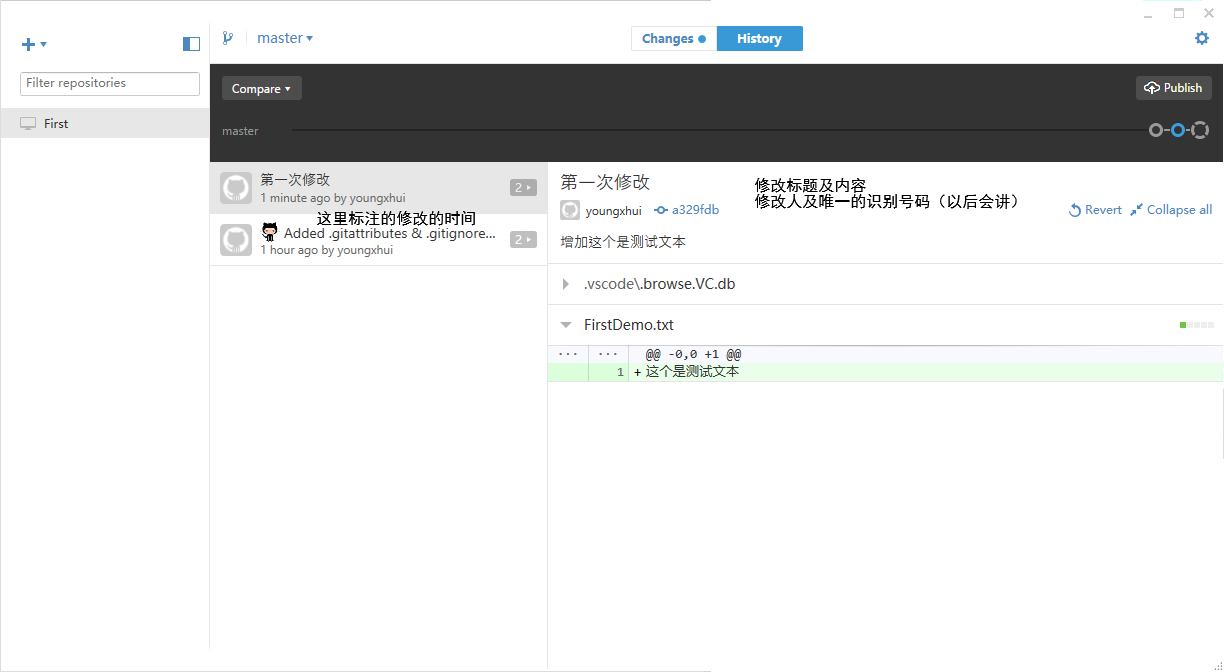 master
Changes
History
Filter repositories
First
Compare
Publish
master
第一次修改
1 minute ago by youngxhui
2
这里标注的修改的时间
Added .gitattributes & .gitignore...
1 hour ago by youngxhui
2
第一次修改
修改标题及内容
修改人及唯一的识别号码（以后会讲）
youngxhui
a329fdb
Revert
Collapse all
增加这个是测试文本
.vscode\.browse.VC.db
FirstDemo.txt
... ... @@ -0,0 +1 @@
1 + 这个是测试文本